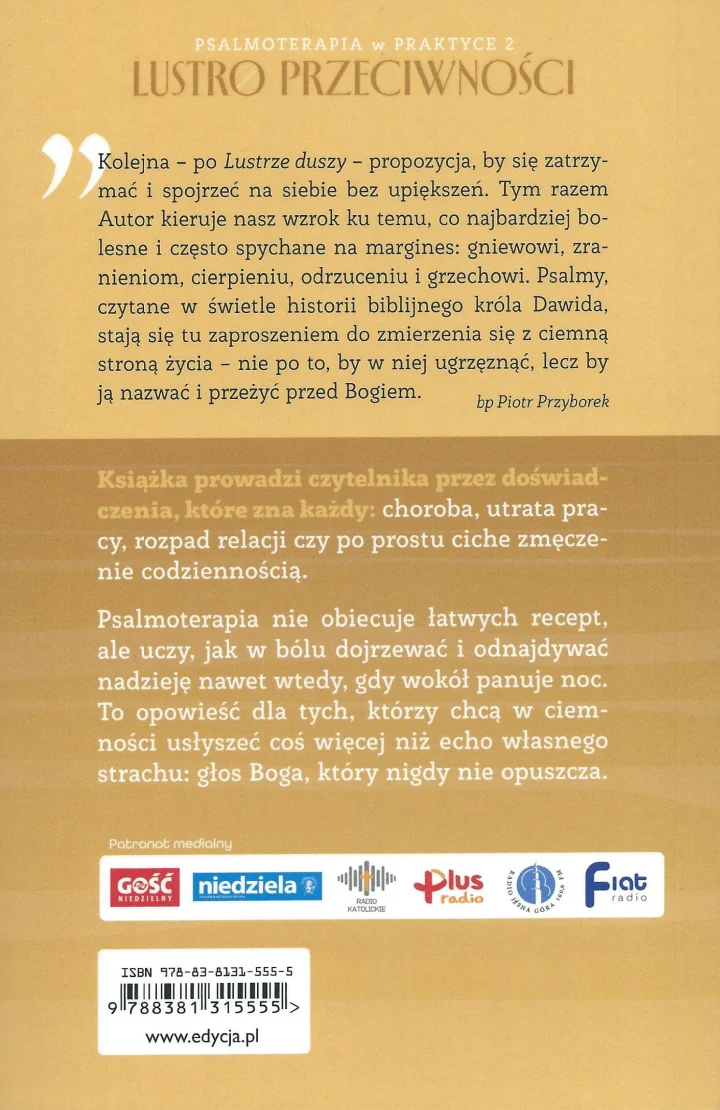 PSALMOTERAPIA w PRAKTYCE 2
LUSTRO PRZECIWNOŚCI
”
Kolejna – po Lustrze duszy – propozycja, by się zatrzy-
mać i spojrzeć na siebie bez upiększeń. Tym razem
Autor kieruje nasz wzrok ku temu, co najbardziej bo-
lesne i często spychane na margines: gniewowi, zra-
nieniom, cierpieniu, odrzuceniu i grzechowi. Psalmy,
czytane w świetle historii biblijnego króla Dawida,
stają się tu zaproszeniem do zmierzenia się z ciemną
stroną życia – nie po to, by w niej ugrzęznąć, lecz by
ją nazwać i przeżyć przed Bogiem.
bp Piotr Przyborek
Książka prowadzi czytelnika przez doświad-
czenia, które zna każdy: choroba, utrata pra-
cy, rozpad relacji czy po prostu ciche zmęcze-
nie codziennością.
Psalmoterapia nie obiecuje łatwych recept,
ale uczy, jak w bólu dojrzewać i odnajdywać
nadzieję nawet wtedy, gdy wokół panuje noc.
To opowieść dla tych, którzy chcą w ciem-
ności usłyszeć coś więcej niż echo własnego
strachu: głos Boga, który nigdy nie opuszcza.
Patronat medialny
GOŚĆ
NIEDZIELNY
niedziela
RADIO
KATOLICKIE
Plus
radio
RADIO JASNA GÓRA 100,6 FM
Fiat
radio
ISBN 978-83-8131-555-5
9 788381 315555 >
www.edycja.pl